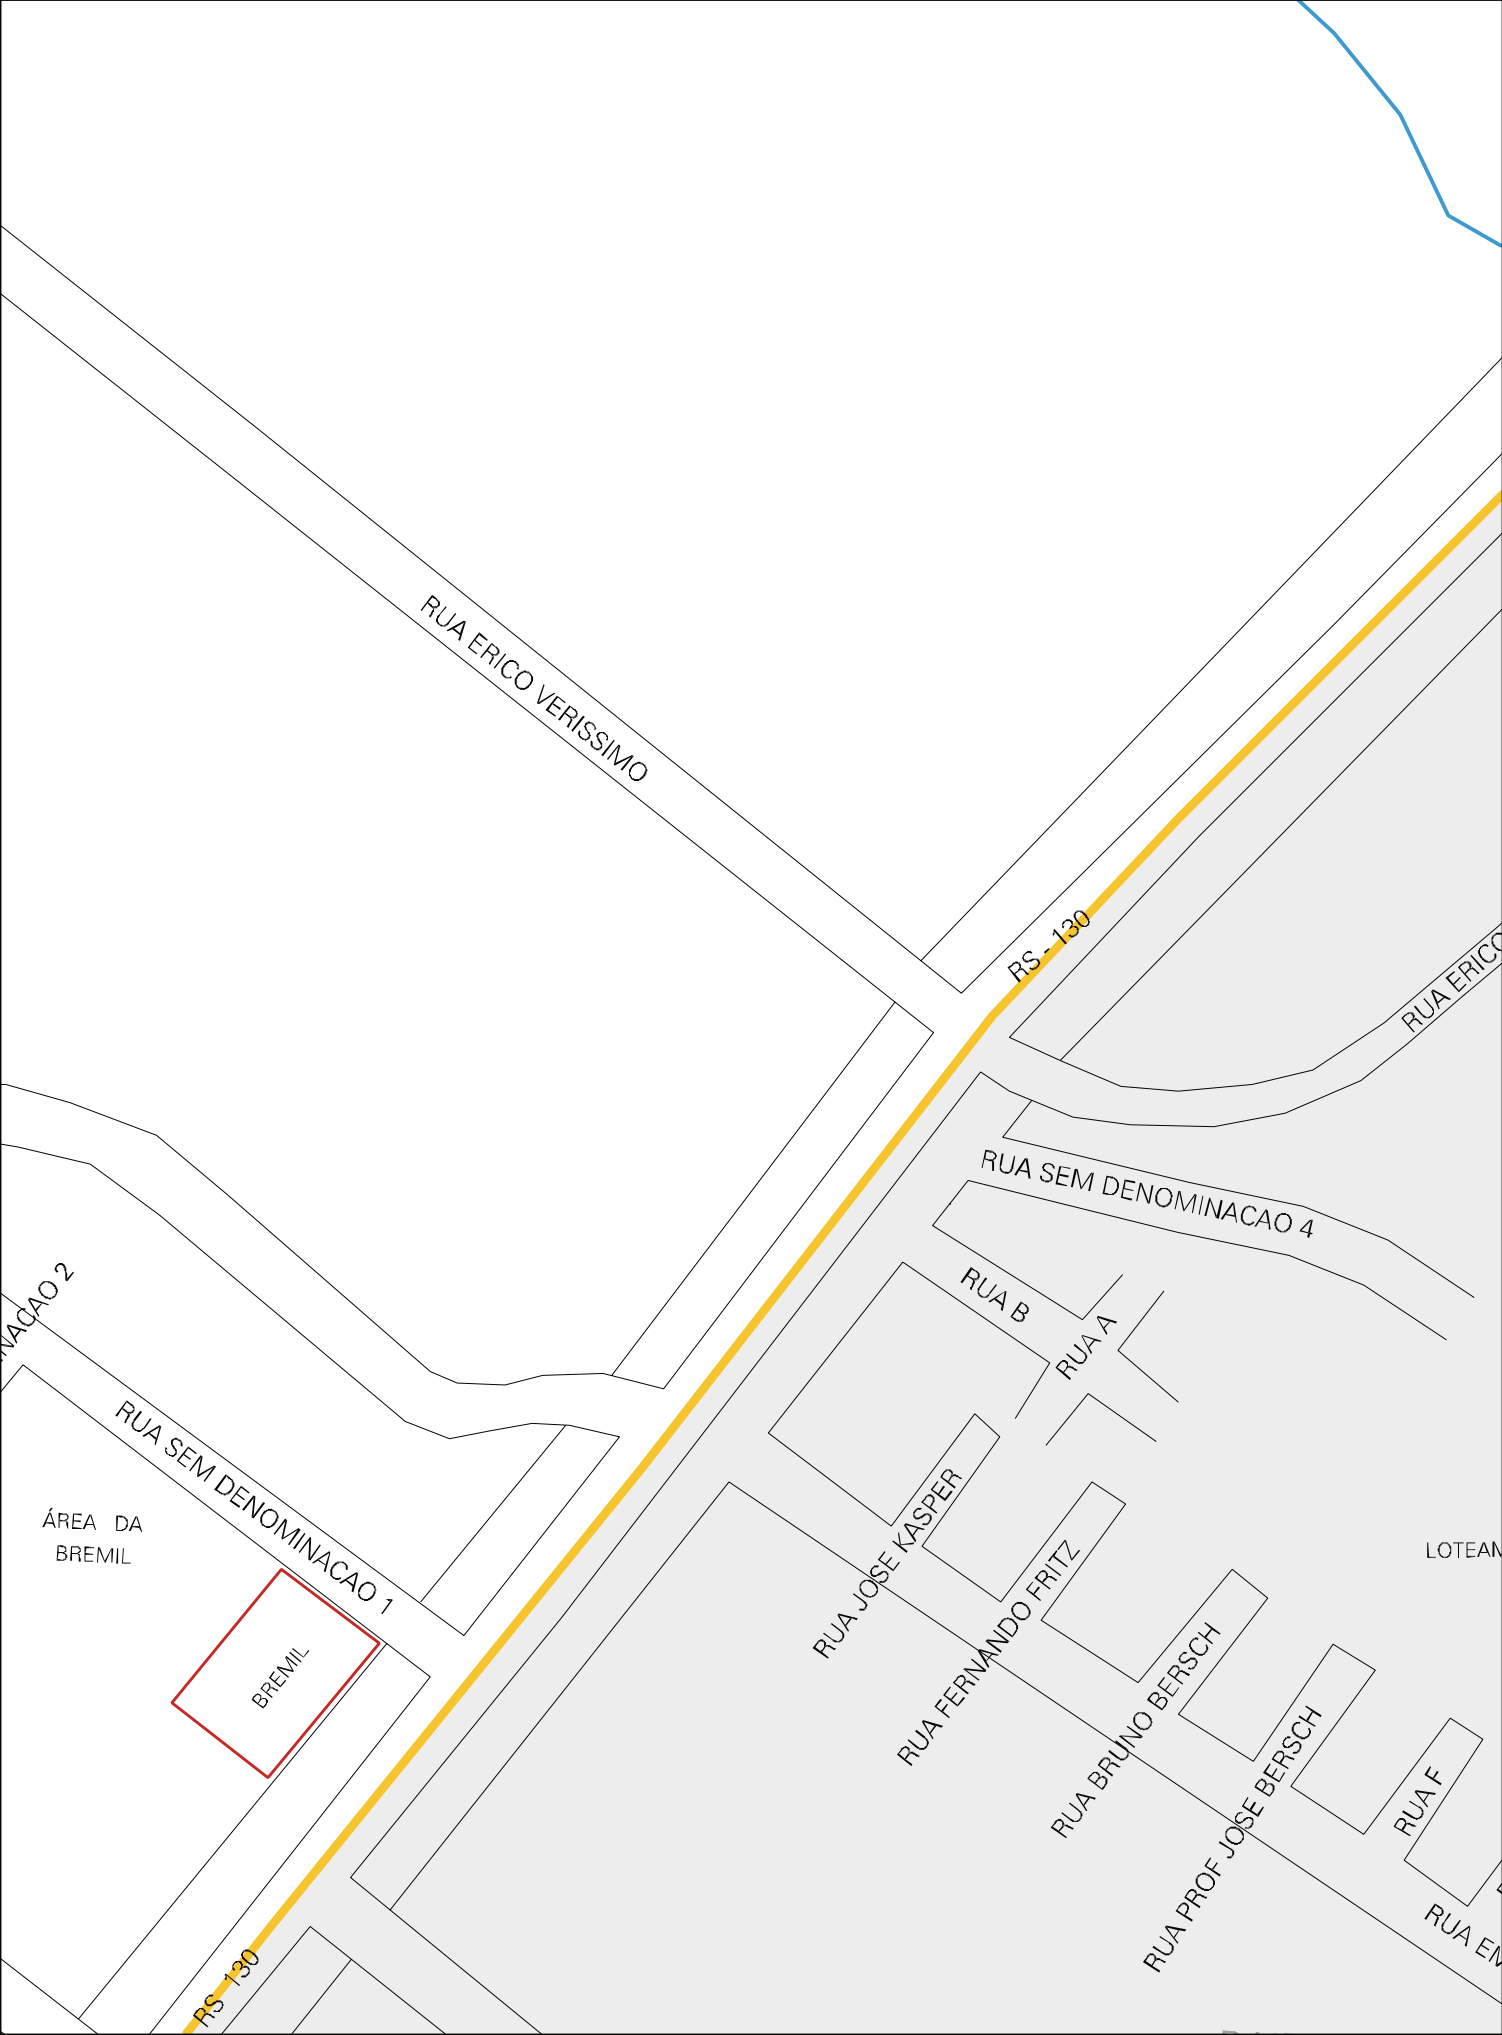 RUA ERICO VERISSIMO
RS - 130
RUA ERICO
RUA SEM DENOMINACAO 4
RUA B
RUA A
NACAO 2
RUA SEM DENOMINACAO 1
ÁREA DA
BREMIL
BREMIL
RUA JOSE KASPER
RUA FERNANDO FRITZ
RUA BRUNO BERSCH
RUA PROF JOSE BERSCH
RUA F
LOTEAM
RUA EM
RS - 130